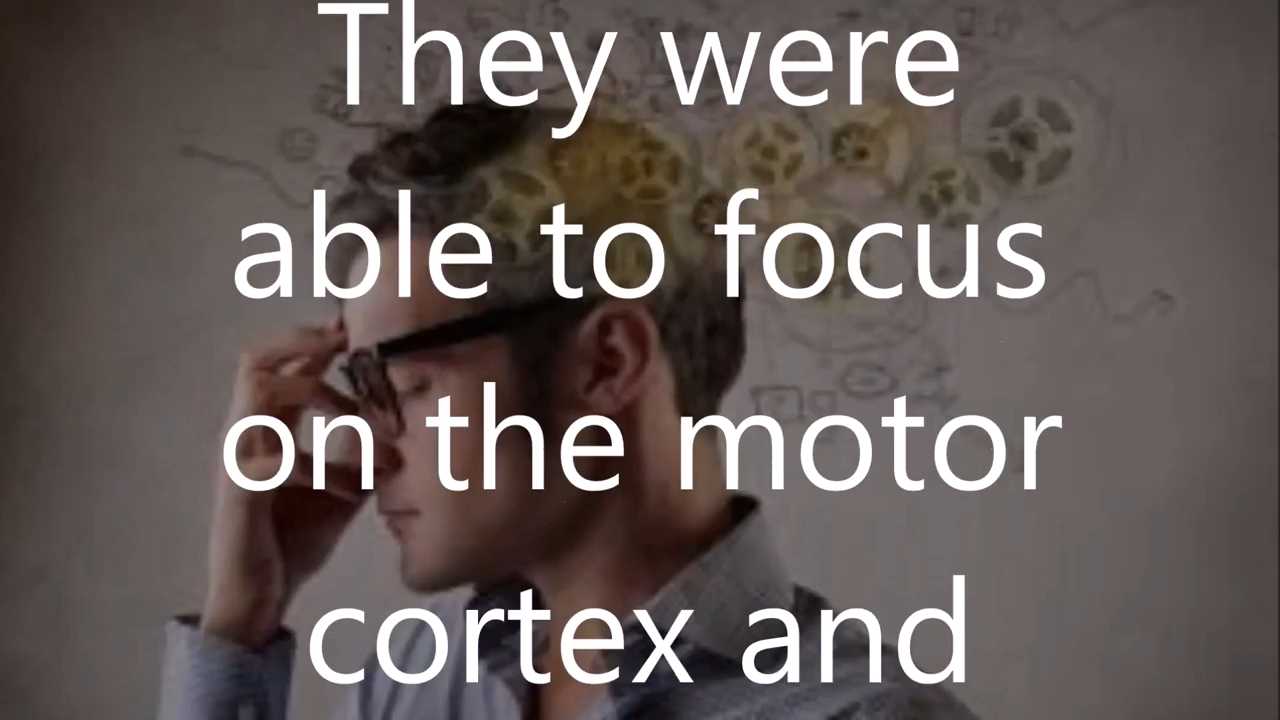 They were
able to focus
on the motor
cortex and